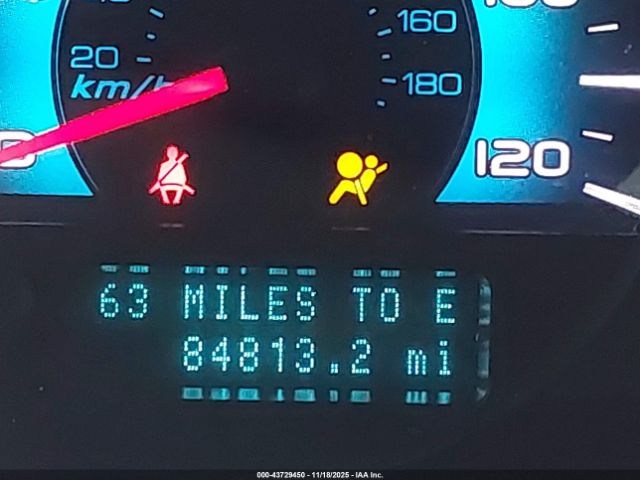 160
20
km/h
180
120
63 MILES TO E
84813.2 mi
000-43729450 - 11/18/2025 - IAA Inc.